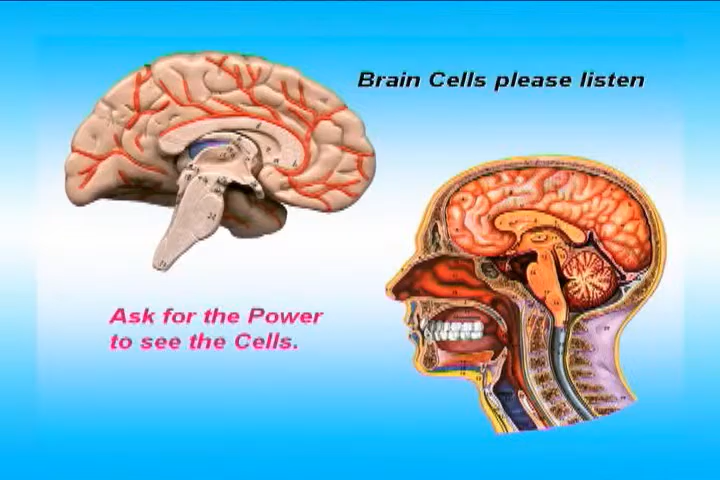 Brain Cells please listen
Ask for the Power
to see the Cells.